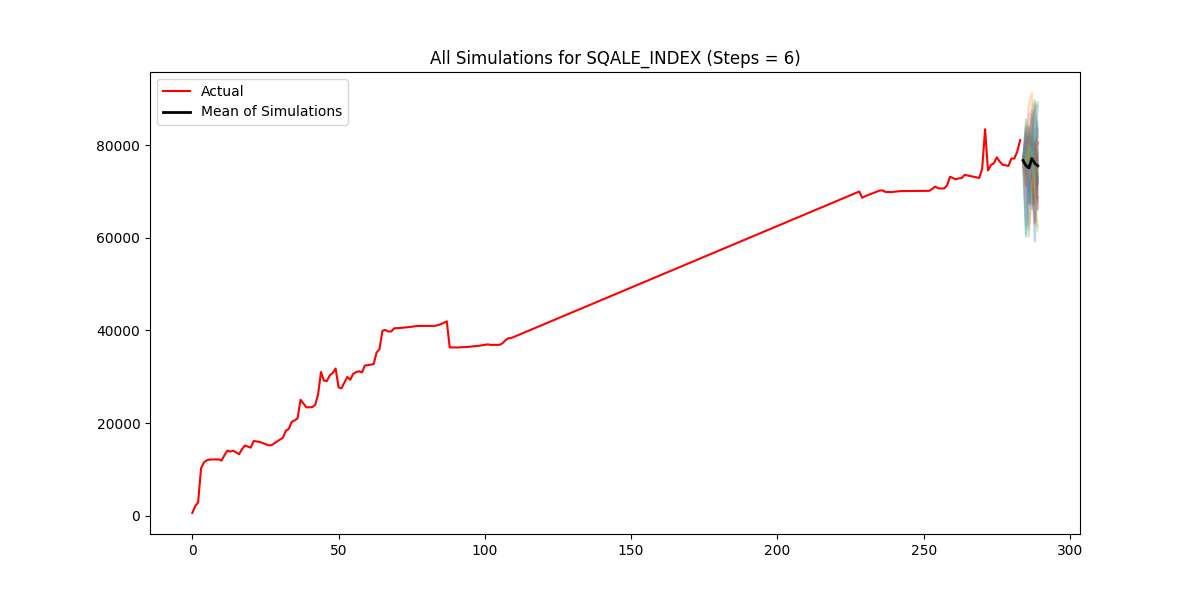 All Simulations for SQALE_INDEX (Steps = 6)
Actual
Mean of Simulations
80000
60000
40000
20000
0
0 50 100 150 200 250 300